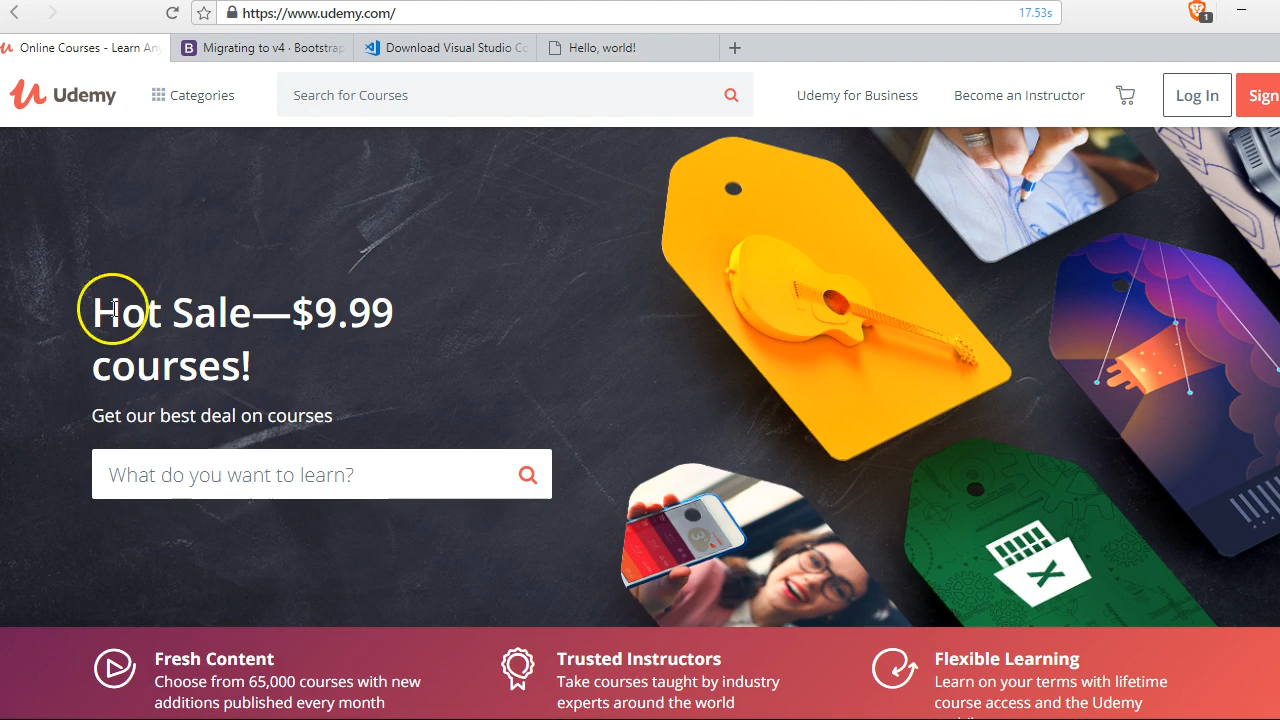 https://www.udemy.com/
17.53s
1
Online Courses - Learn An
B
Migrating to v4 · Bootstrap
Download Visual Studio Co
Hello, world!
Udemy
Categories
Search for Courses
Udemy for Business
Become an Instructor
Log In
Sign
Hot Sale—$9.99
courses!
Get our best deal on courses
What do you want to learn?
X
Fresh Content
Choose from 65,000 courses with new
additions published every month
Trusted Instructors
Take courses taught by industry
experts around the world
Flexible Learning
Learn on your terms with lifetime
course access and the Udemy